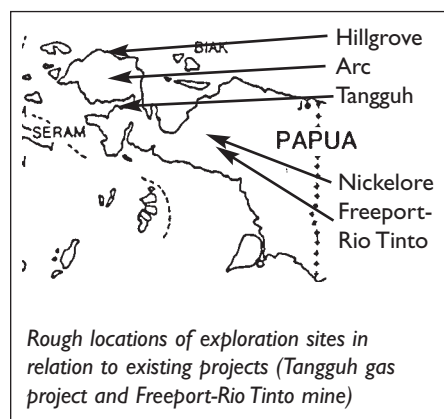 Hillgrove
BIAK
Arc
Tangguh
SERAM
PAPUA
Nickelore
Freeport-
Rio Tinto
Rough locations of exploration sites in
relation to existing projects (Tangguh gas
project and Freeport-Rio Tinto mine)